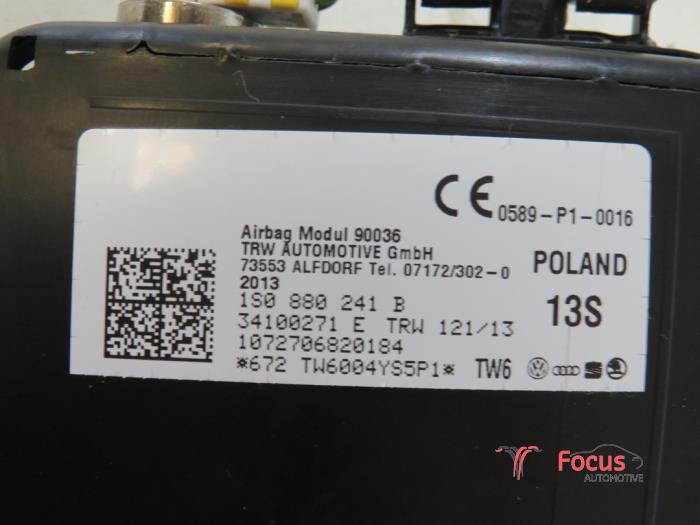 CE 0589-P1-0016
Airbag Modul 90036
TRW AUTOMOTIVE GmbH
73553 ALFDORF Tel. 07172/302-0
2013
POLAND
1S0 880 241 B
13S
34100271 E TRW 121/13
1072706820184
*672 TW6004YS5P1* TW6
Focus
AUTOMOTIVE